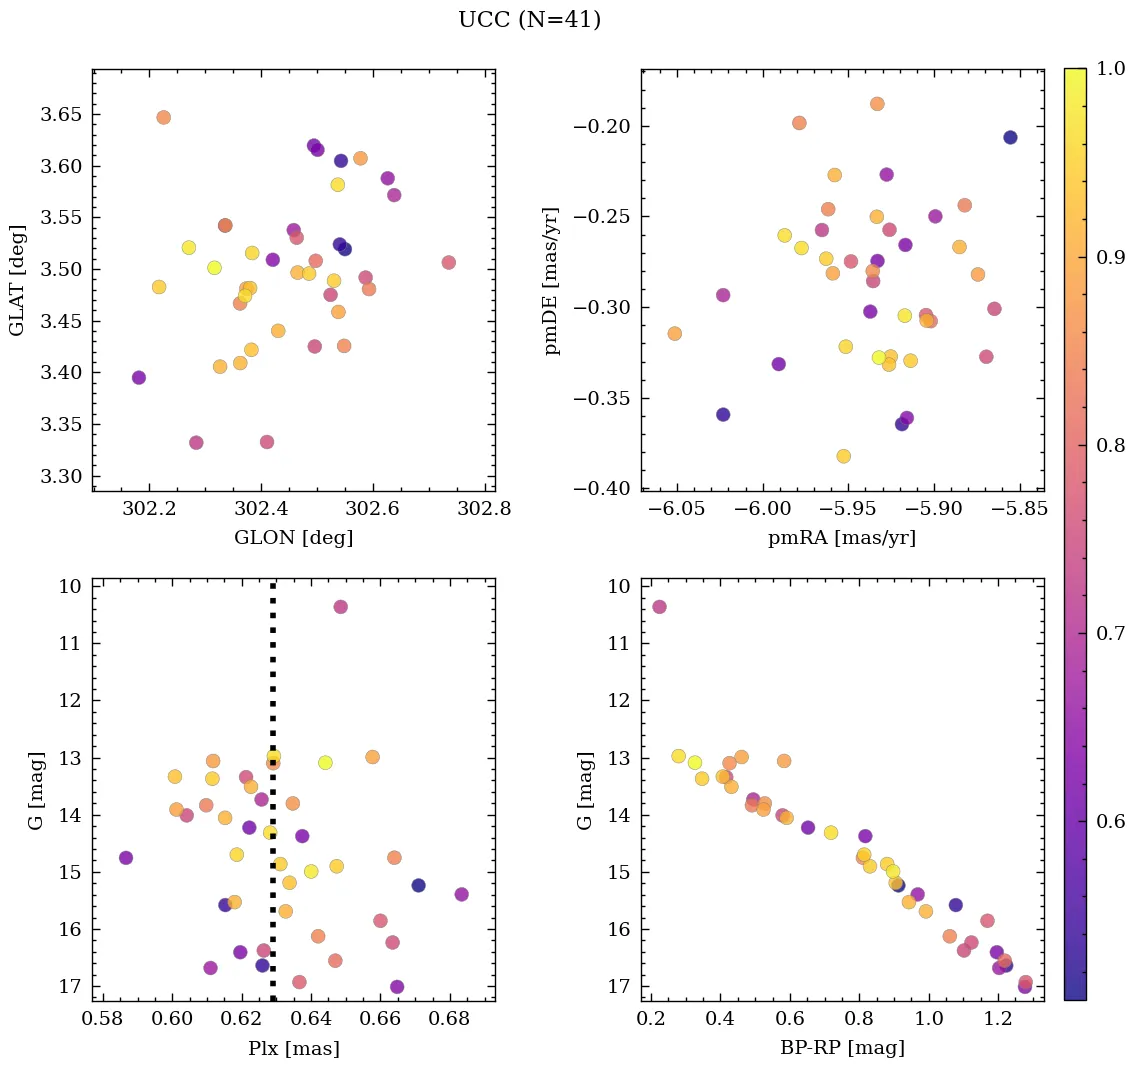 UCC (N=41)
3.65
3.60
3.55
3.50
3.45
3.40
3.35
3.30
GLAT [deg]
302.2 302.4 302.6 302.8
GLON [deg]
−0.20
−0.25
−0.30
−0.35
−0.40
pmDE [mas/yr]
−6.05 −6.00 −5.95 −5.90 −5.85
pmRA [mas/yr]
1.0
0.9
0.8
0.7
0.6
10
11
12
13
14
15
16
17
G [mag]
0.58 0.60 0.62 0.64 0.66 0.68
Plx [mas]
10
11
12
13
14
15
16
17
G [mag]
0.2 0.4 0.6 0.8 1.0 1.2
BP-RP [mag]